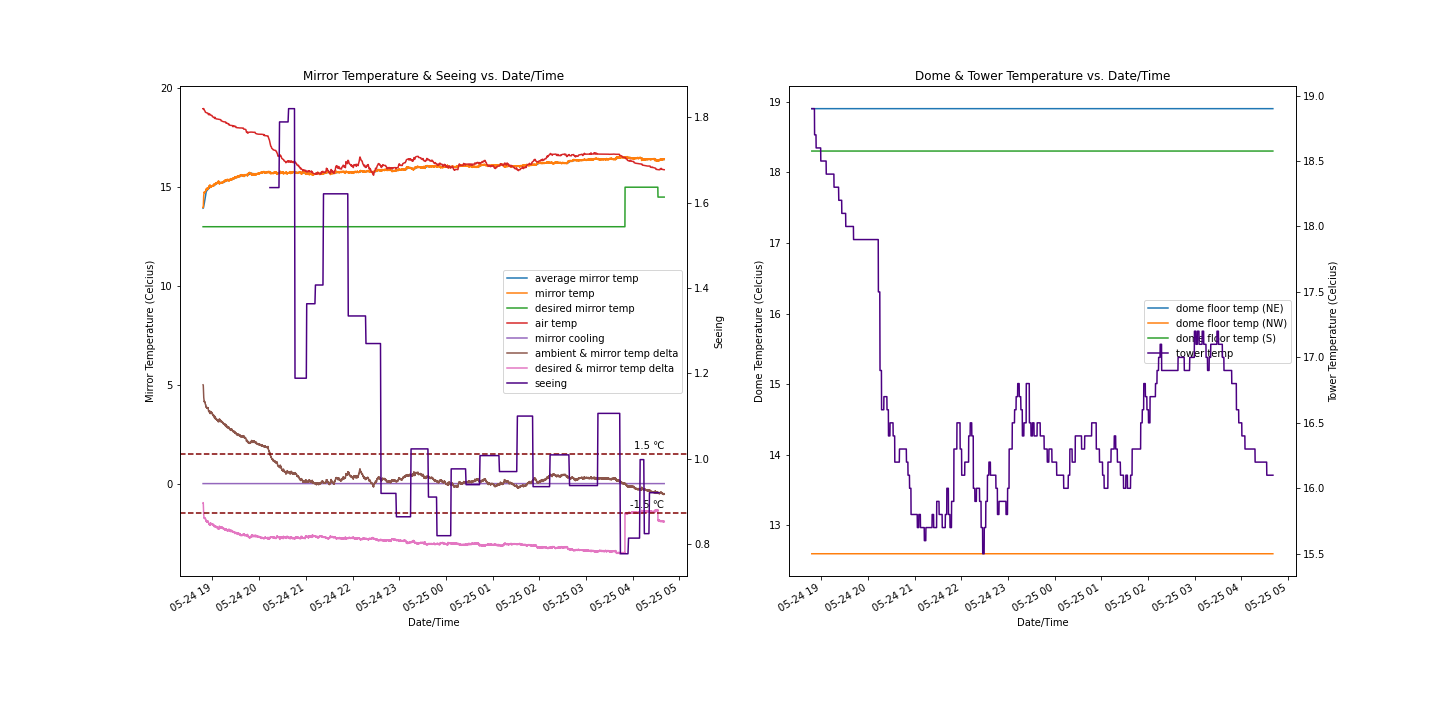 Mirror Temperature & Seeing vs. Date/Time
20
15
10
5
0
Mirror Temperature (Celcius)
1.8
1.6
1.4
1.2
1.0
0.8
Seeing
average mirror temp
mirror temp
desired mirror temp
air temp
mirror cooling
ambient & mirror temp delta
desired & mirror temp delta
seeing
1.5 °C
-1.5 °C
05-24 19
05-24 20
05-24 21
05-24 22
05-24 23
05-25 00
05-25 01
05-25 02
05-25 03
05-25 04
05-25 05
Date/Time
Dome & Tower Temperature vs. Date/Time
19
18
17
16
15
14
13
Dome Temperature (Celcius)
19.0
18.5
18.0
17.5
17.0
16.5
16.0
15.5
Tower Temperature (Celcius)
dome floor temp (NE)
dome floor temp (NW)
dome floor temp (S)
tower temp
05-24 19
05-24 20
05-24 21
05-24 22
05-24 23
05-25 00
05-25 01
05-25 02
05-25 03
05-25 04
05-25 05
Date/Time